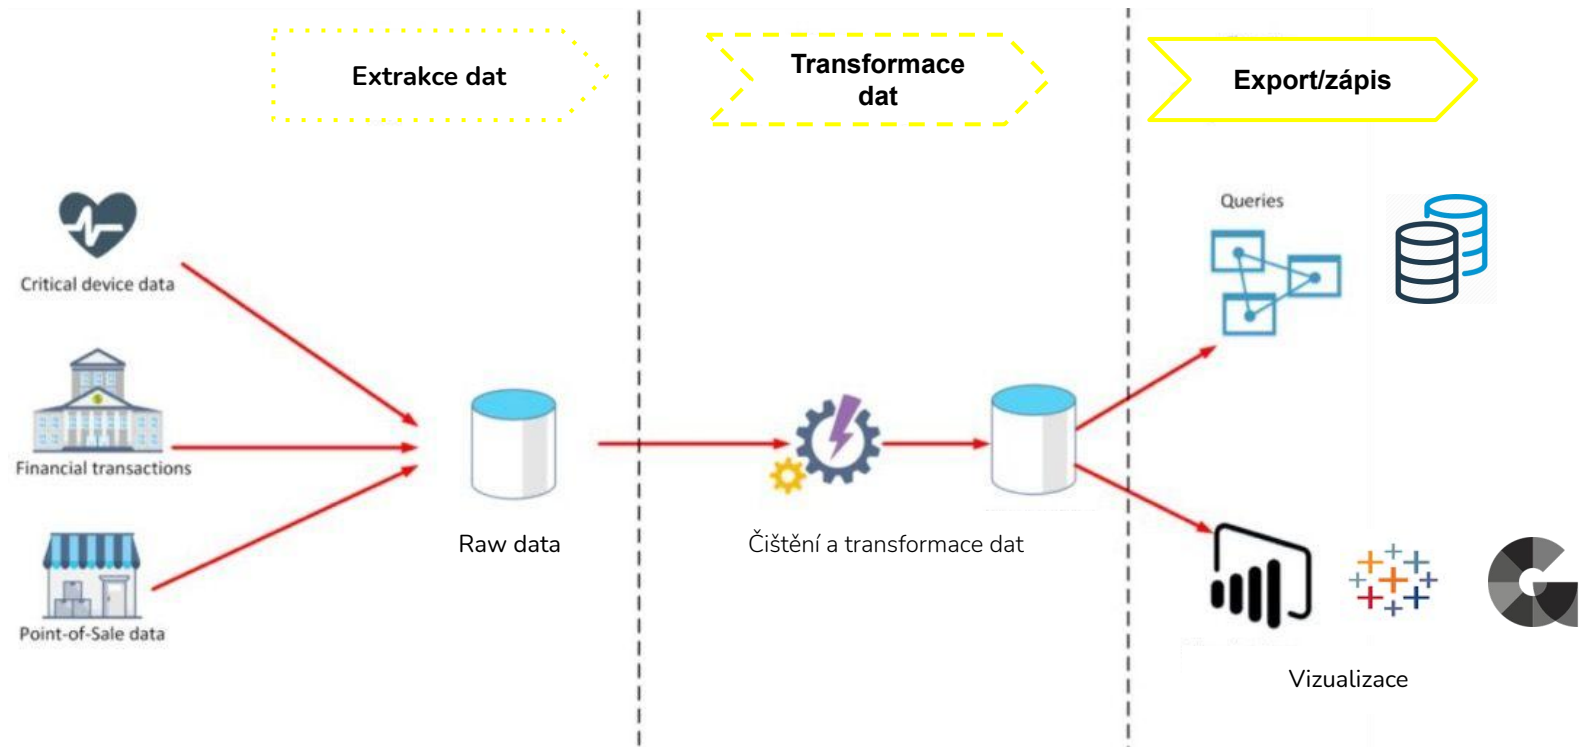 Extrakce dat
Transformace
dat
Export/zápis
Critical device data
Financial transactions
Point-of-Sale data
Raw data
Čištění a transformace dat
Queries
Vizualizace